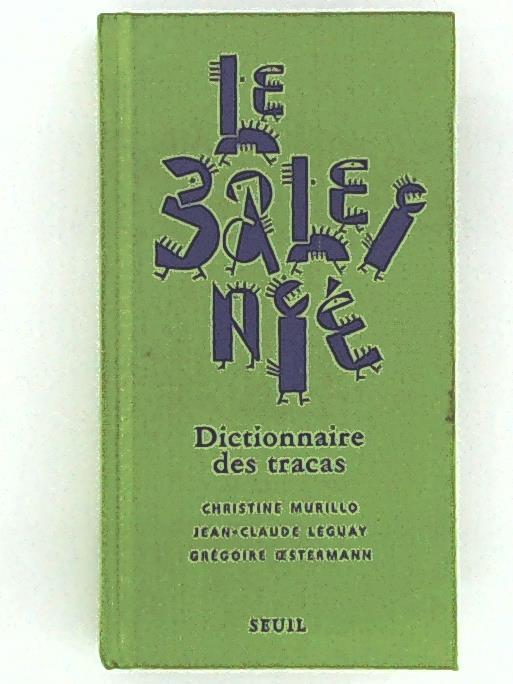 le
balei
nié
Dictionnaire
des tracas
CHRISTINE MURILLO
JEAN-CLAUDE LEGUAY
GRÉGOIRE ŒSTERMANN
SEUIL